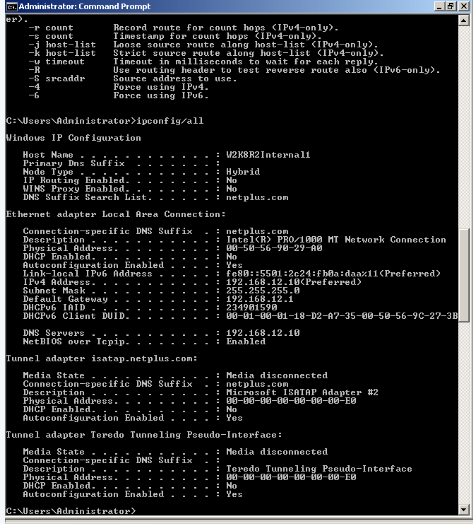 Administrator: Command Prompt
er).
-r count Record route for count hops (IPv4-only).
-s count Timestamp for count hops (IPv4-only).
-j host-list Loose source route along host-list (IPv4-only).
-k host-list Strict source route along host-list (IPv4-only).
-w timeout Timeout in milliseconds to wait for each reply.
-R Use routing header to test reverse route also (IPv6-only).
-S srcaddr Source address to use.
-4 Force using IPv4.
-6 Force using IPv6.
C:\Users\Administrator>ipconfig/all
Windows IP Configuration
Host Name . . . . . . . . . . . . : W2K8R2Internal1
Primary Dns Suffix . . . . . . . :
Node Type . . . . . . . . . . . . : Hybrid
IP Routing Enabled. . . . . . . . : No
WINS Proxy Enabled. . . . . . . . : No
DNS Suffix Search List. . . . . . : netplus.com
Ethernet adapter Local Area Connection:
Connection-specific DNS Suffix . : netplus.com
Description . . . . . . . . . . . : Intel(R) PRO/1000 MT Network Connection
Physical Address. . . . . . . . . : 00-50-56-90-29-A0
DHCP Enabled. . . . . . . . . . . : No
Autoconfiguration Enabled . . . . : Yes
Link-local IPv6 Address . . . . . : fe80::5501:2c24:fb0a:daa%11(Preferred)
IPv4 Address. . . . . . . . . . . : 192.168.12.10(Preferred)
Subnet Mask . . . . . . . . . . . : 255.255.255.0
Default Gateway . . . . . . . . . : 192.168.12.1
DHCPv6 IAID . . . . . . . . . . . : 234901590
DHCPv6 Client DUID. . . . . . . . : 00-01-00-01-18-D2-A7-35-00-50-56-9C-27-3B
DNS Servers . . . . . . . . . . . : 192.168.12.10
NetBIOS over Tcpip. . . . . . . . : Enabled
Tunnel adapter isatap.netplus.com:
Media State . . . . . . . . . . . : Media disconnected
Connection-specific DNS Suffix . : netplus.com
Description . . . . . . . . . . . : Microsoft ISATAP Adapter #2
Physical Address. . . . . . . . . : 00-00-00-00-00-00-00-E0
DHCP Enabled. . . . . . . . . . . : No
Autoconfiguration Enabled . . . . : Yes
Tunnel adapter Teredo Tunneling Pseudo-Interface:
Media State . . . . . . . . . . . : Media disconnected
Connection-specific DNS Suffix . :
Description . . . . . . . . . . . : Teredo Tunneling Pseudo-Interface
Physical Address. . . . . . . . . : 00-00-00-00-00-00-00-E0
DHCP Enabled. . . . . . . . . . . : No
Autoconfiguration Enabled . . . . : Yes
C:\Users\Administrator>